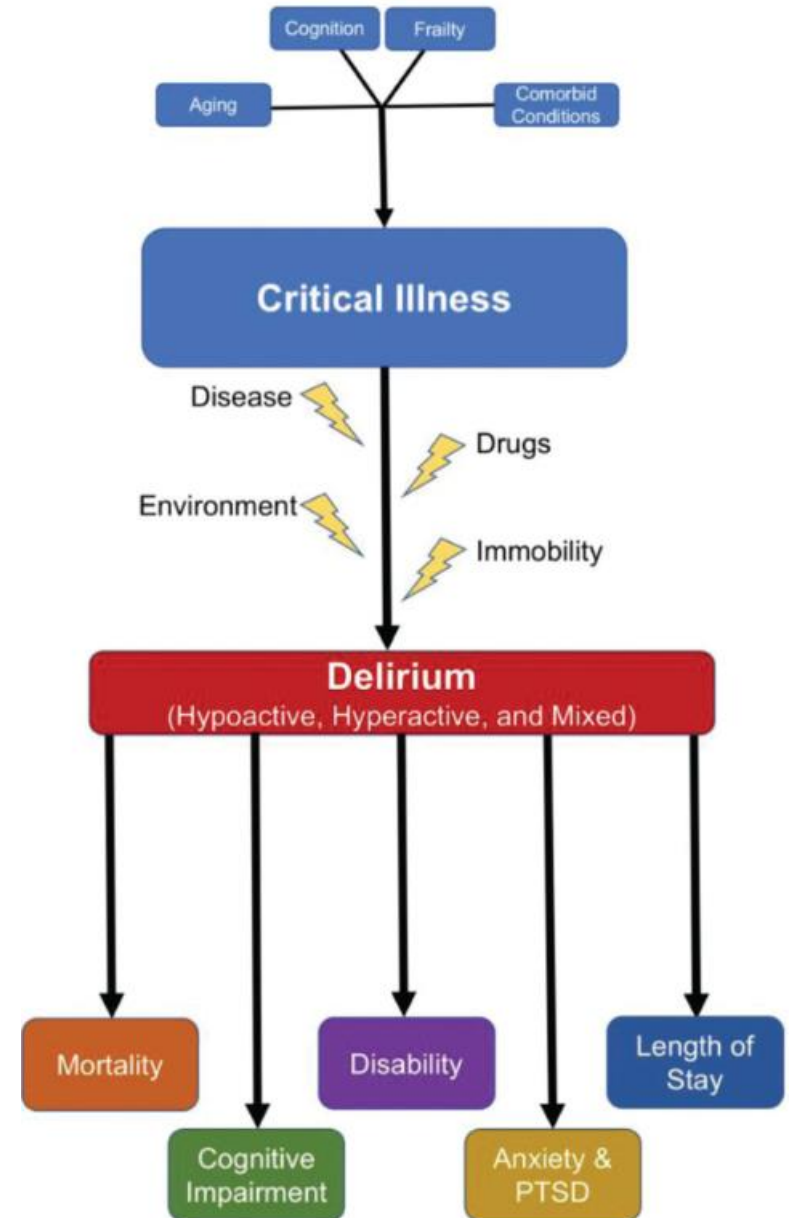 Cognition
Frailty
Aging
Comorbid
Conditions
Critical Illness
Disease
Drugs
Environment
Immobility
Delirium
(Hypoactive, Hyperactive, and Mixed)
Mortality
Disability
Length of
Stay
Cognitive
Impairment
Anxiety &
PTSD